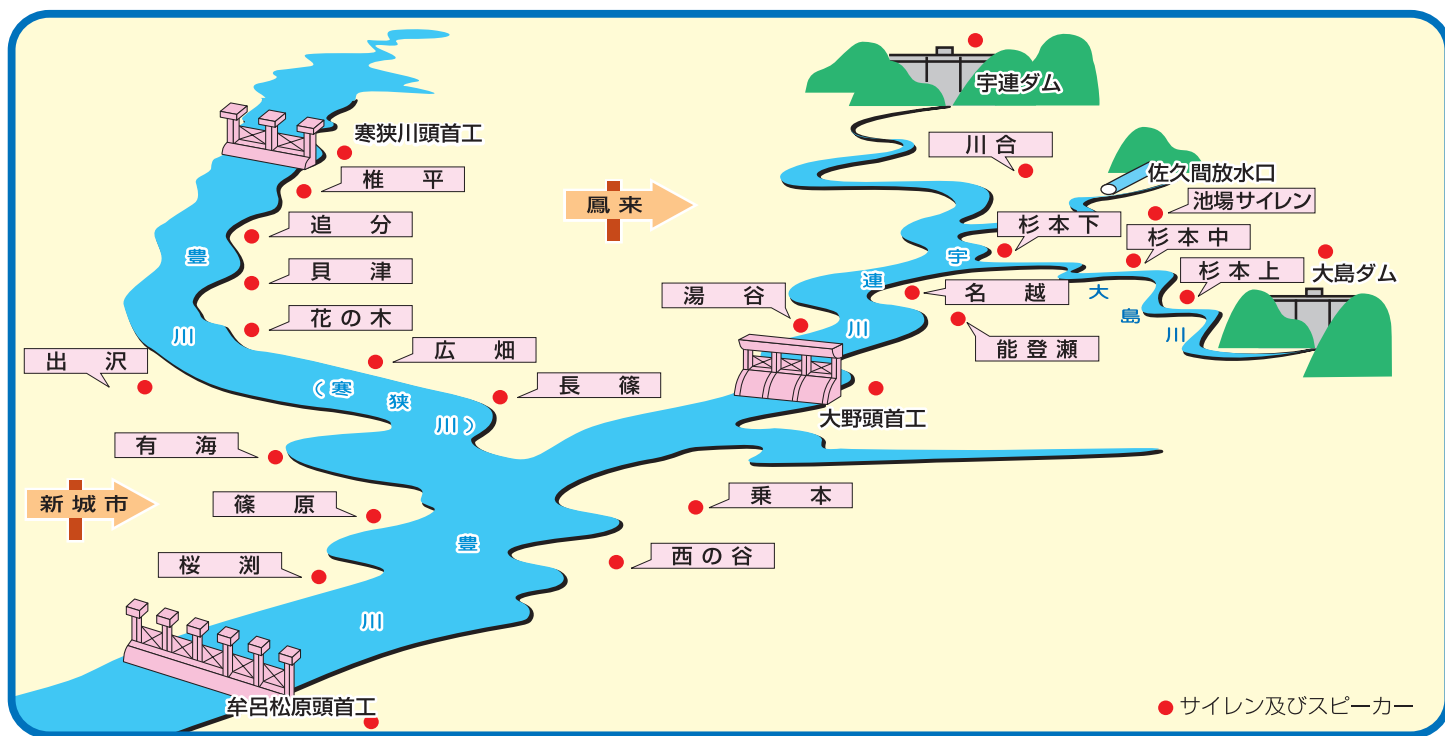 宇連ダム
寒狭川頭首工
川合
佐久間放水口
椎平
池場サイレン
鳳来
追分
杉本下
杉本中
豊
川
宇
連
川
大島ダム
貝津
杉本上
湯谷
名越
大
島
川
花の木
能登瀬
広畑
出沢
(寒
狭
川)
長篠
大野頭首工
有海
新城市
篠原
乗本
豊
川
西の谷
桜渕
牟呂松原頭首工
サイレン及びスピーカー